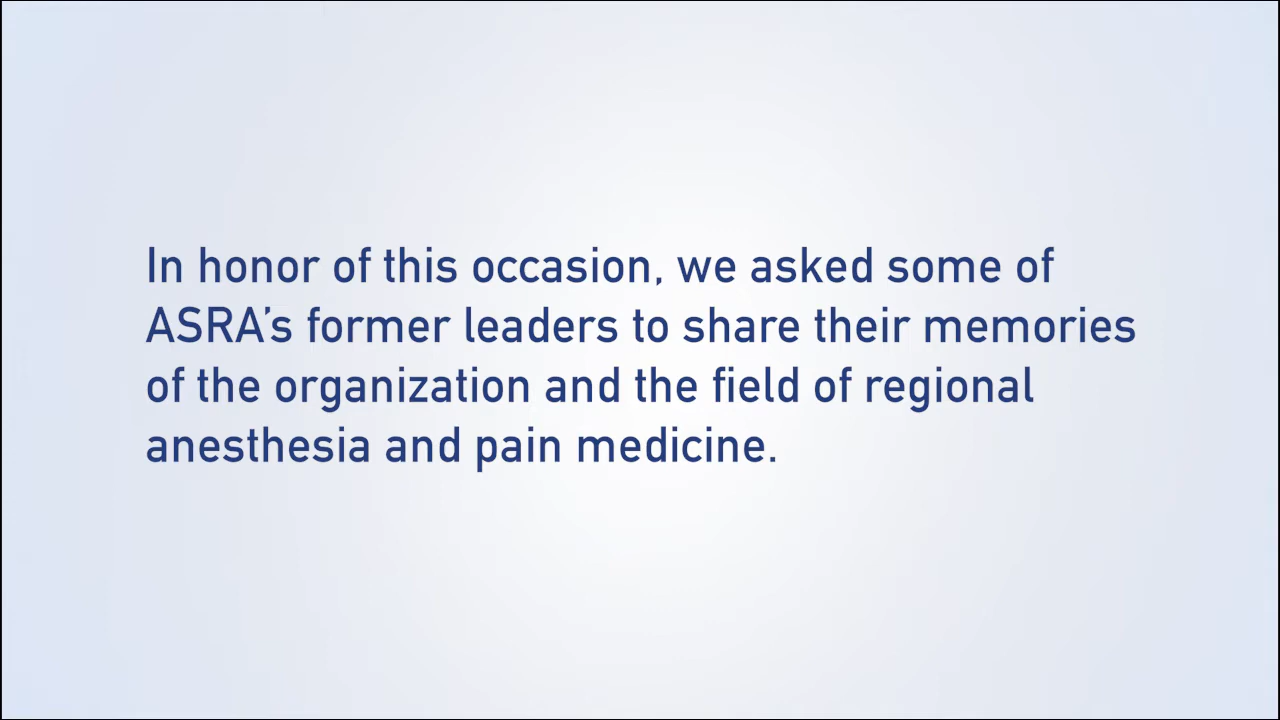 In honor of this occasion, we asked some of
ASRA’s former leaders to share their memories
of the organization and the field of regional
anesthesia and pain medicine.